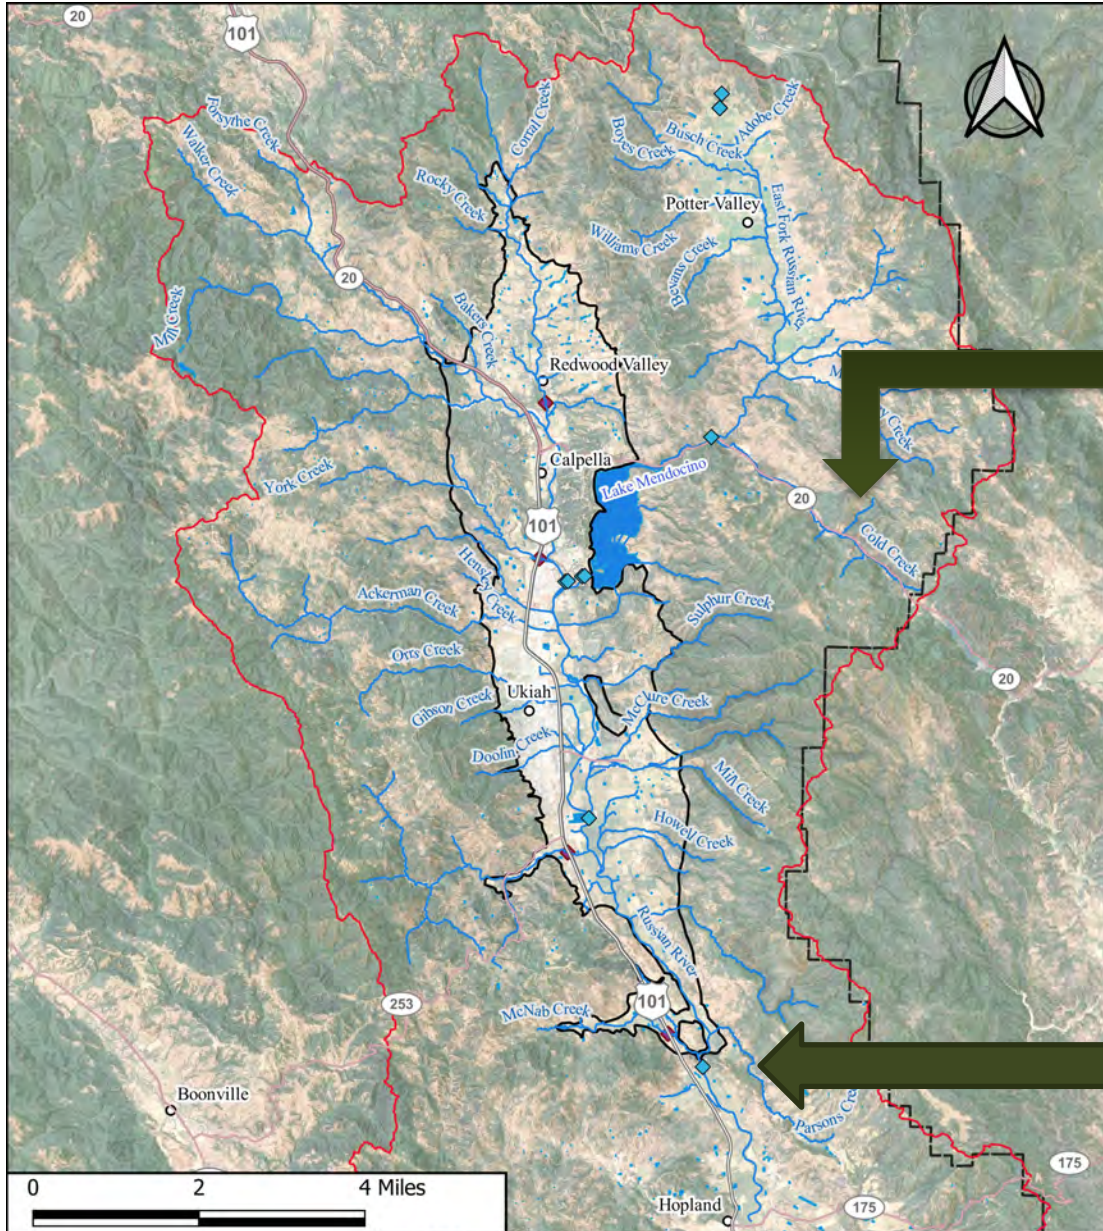 20
101
Forsythe Creek
Walker Creek
Corral Creek
Rocky Creek
Boyes Creek
Busch Creek
Adobe Creek
Potter Valley
East Fork Russian River
Williams Creek
Bevans Creek
20
Mill Creek
Bakers Creek
Redwood Valley
Calpella
York Creek
Lake Mendocino
20
101
Cold Creek
Hensley Creek
Ackerman Creek
Sulphur Creek
Orrs Creek
20
Ukiah
Gibson Creek
McClure Creek
Doolin Creek
Mill Creek
Howell Creek
Russian River
253
101
McNab Creek
Boonville
Parsons Cree
175
0 2 4 Miles
Hopland
175